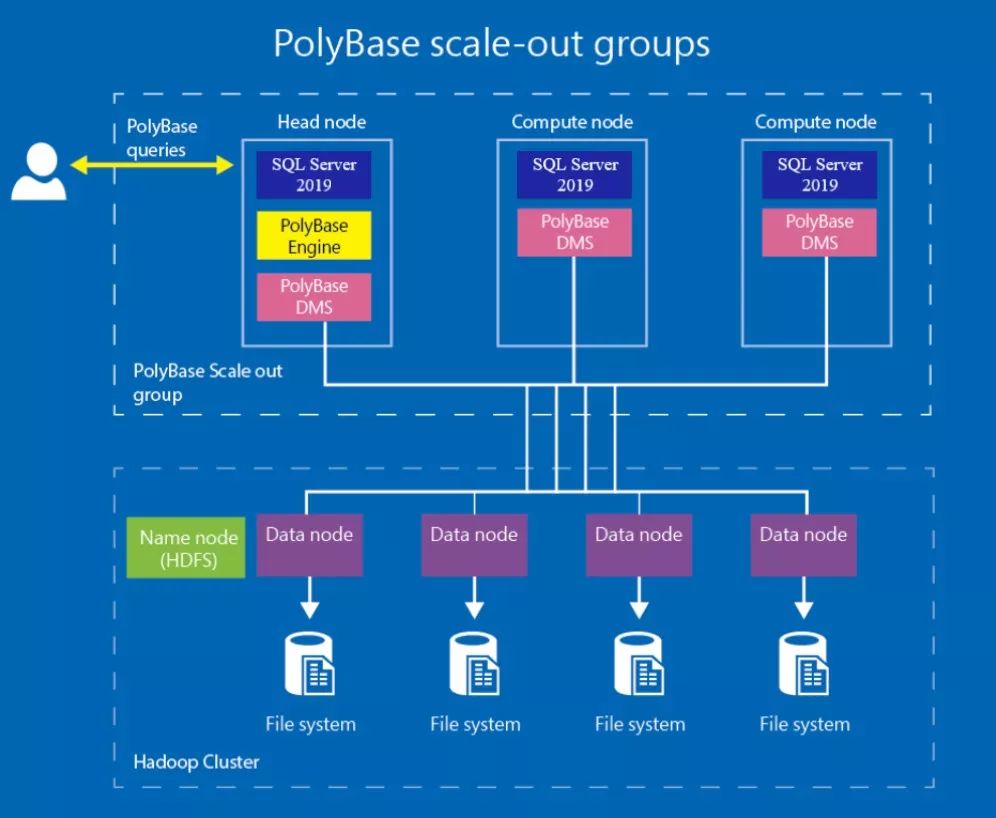 PolyBase scale-out groups
PolyBase
queries
Head node
Compute node
Compute node
SQL Server
2019
SQL Server
2019
SQL Server
2019
PolyBase
Engine
PolyBase
DMS
PolyBase
DMS
PolyBase
DMS
PolyBase Scale out
group
Name node
(HDFS)
Data node
Data node
Data node
Data node
File system
File system
File system
File system
Hadoop Cluster